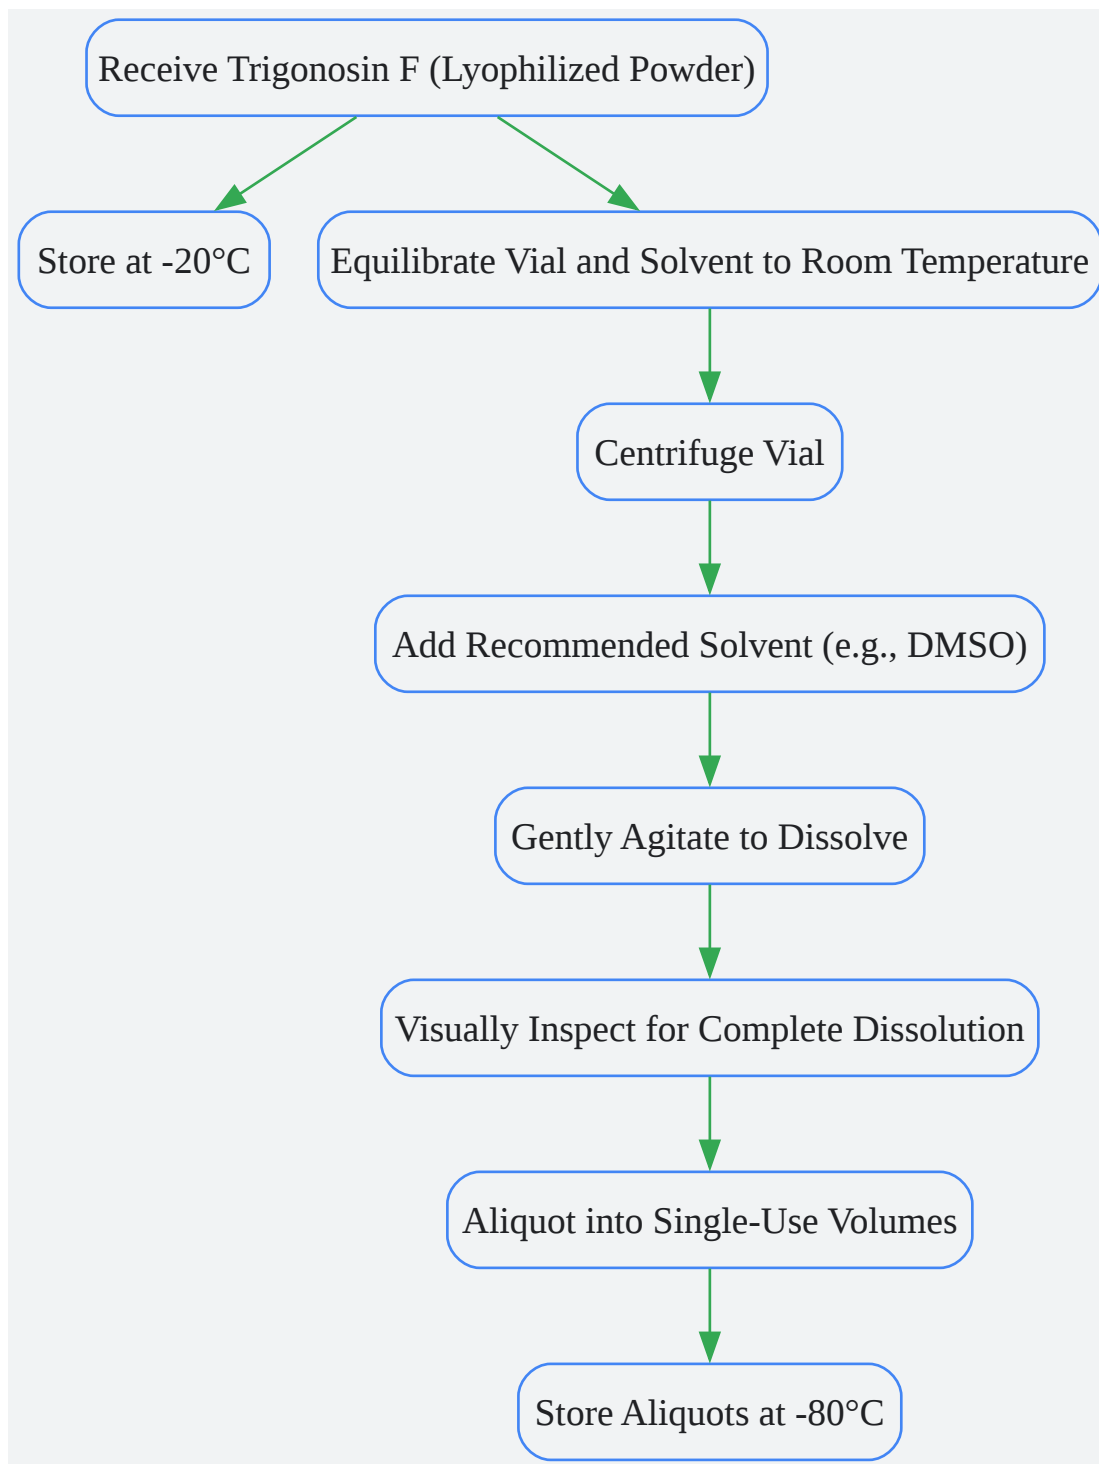 Receive Trigonosin F (Lyophilized Powder)
Store at -20°C
Equilibrate Vial and Solvent to Room Temperature
Centrifuge Vial
Add Recommended Solvent (e.g., DMSO)
Gently Agitate to Dissolve
Visually Inspect for Complete Dissolution
Aliquot into Single-Use Volumes
Store Aliquots at -80°C